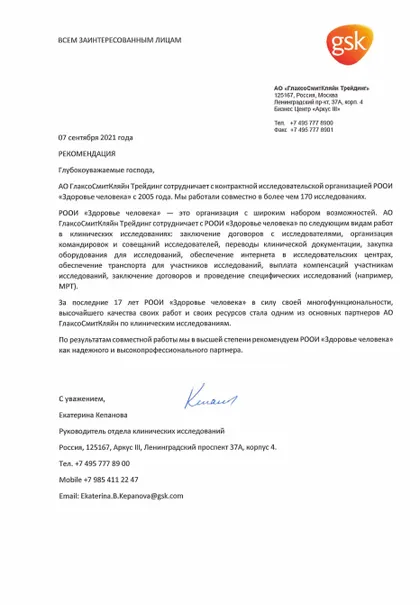 ВСЕМ ЗАИНТЕРЕСОВАННЫМ ЛИЦАМ
gsk
АО «ГлаксоСмитКляйн Трейдинг»
125167, Россия, Москва
Ленинградский пр-кт, 37А, корп. 4
Бизнес Центр «Аркус III»
Тел. +7 495 777 8900
Факс +7 495 777 8901
07 сентября 2021 года
РЕКОМЕНДАЦИЯ
Глубокоуважаемые господа,
АО ГлаксоСмитКляйн Трейдинг сотрудничает с контрактной исследовательской организацией РООИ
«Здоровье человека» с 2005 года. Мы работали совместно в более чем 170 исследованиях.
РООИ «Здоровье человека» — это организация с широким набором возможностей. АО
ГлаксоСмитКляйн Трейдинг сотрудничает с РООИ «Здоровье человека» по следующим видам работ
в клинических исследованиях: заключение договоров с исследователями, организация
командировок и совещаний исследователей, переводы клинической документации, закупка
оборудования для исследований, обеспечение интернета в исследовательских центрах,
обеспечение транспорта для участников исследований, выплата компенсаций участникам
исследований, заключение договоров и проведение специфических исследований (например,
МРТ).
За последние 17 лет РООИ «Здоровье человека» в силу своей многофункциональности,
высочайшего качества своих работ и своих ресурсов стала одним из основных партнеров АО
ГлаксоСмитКляйн по клиническим исследованиям.
По результатам совместной работы мы в высшей степени рекомендуем РООИ «Здоровье человека»
как надежного и высокопрофессионального партнера.
С уважением,
Екатерина Кепанова
Руководитель отдела клинических исследований
Россия, 125167, Аркус III, Ленинградский проспект 37А, корпус 4.
Тел. +7 495 777 89 00
Mobile +7 985 411 22 47
Email: Ekaterina.B.Kepanova@gsk.com